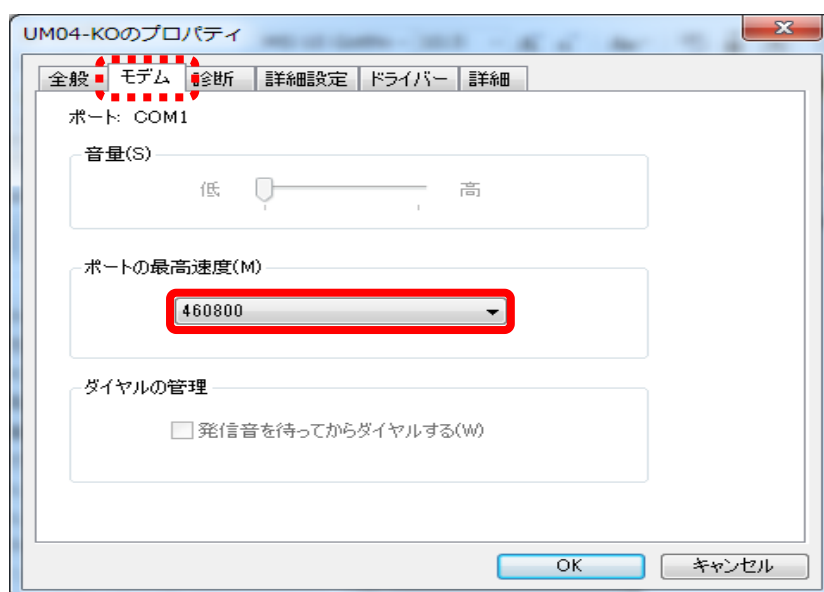 UM04-KOのプロパティ
全般 モデム 診断 詳細設定 ドライバー 詳細
ポート: COM1
音量(S)
低 高
ポートの最高速度(M)
460800
ダイヤルの管理
発信音を待ってからダイヤルする(W)
OK キャンセル